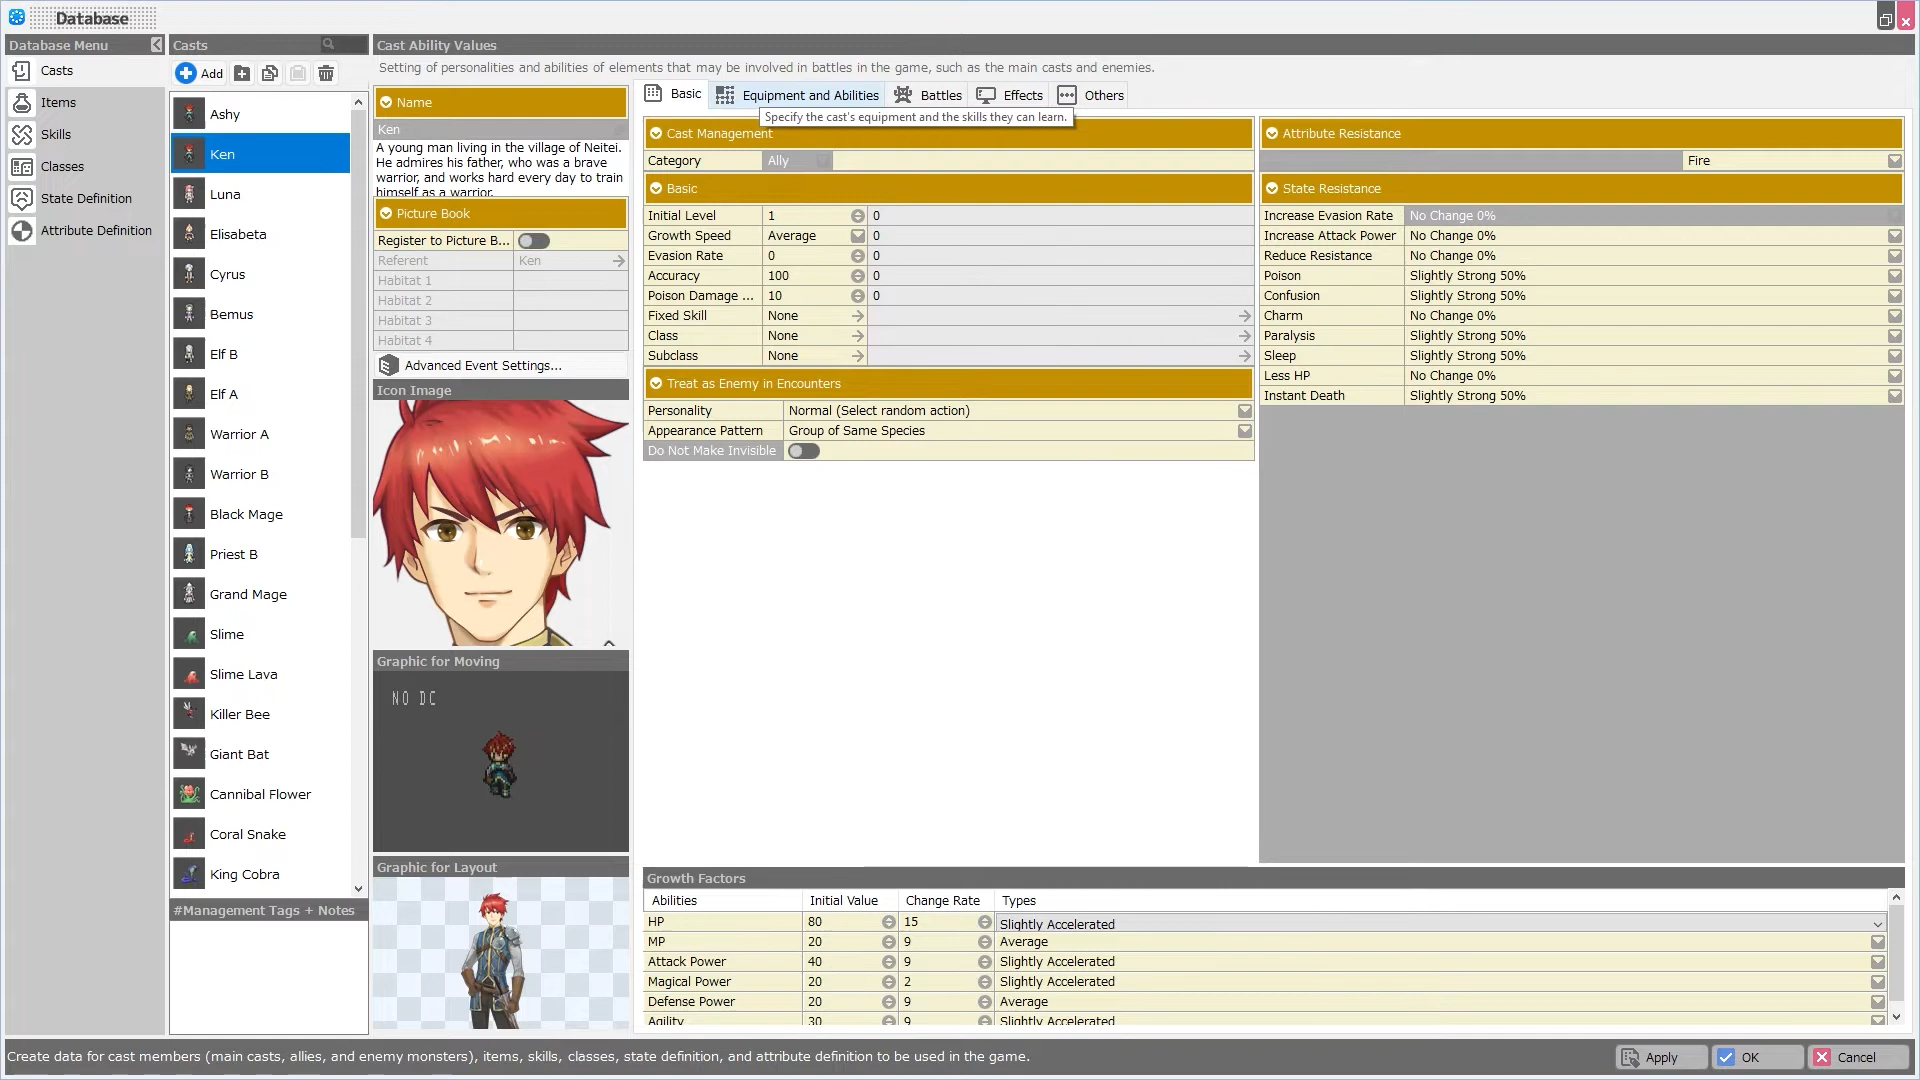 Database
Database Menu
Casts
Items
Skills
Classes
State Definition
Attribute Definition
Casts
Add
Ashy
Ken
Luna
Elisabeta
Cyrus
Bemus
Elf B
Elf A
Warrior A
Warrior B
Black Mage
Priest B
Grand Mage
Slime
Slime Lava
Killer Bee
Giant Bat
Cannibal Flower
Coral Snake
King Cobra
#Management Tags + Notes
Cast Ability Values
Setting of personalities and abilities of elements that may be involved in battles in the game, such as the main casts and enemies.
Name
Ken
A young man living in the village of Neitei.
He admires his father, who was a brave
warrior, and works hard every day to train
himself as a warrior.
Picture Book
Register to Picture B...
Referent Ken
Habitat 1
Habitat 2
Habitat 3
Habitat 4
Advanced Event Settings...
Icon Image
Graphic for Moving
NO DC
Graphic for Layout
Basic Equipment and Abilities Battles Effects Others
Specify the cast's equipment and the skills they can learn.
Cast Management
Category Ally
Basic
Initial Level 1 0
Growth Speed Average 0
Evasion Rate 0 0
Accuracy 100 0
Poison Damage ... 10 0
Fixed Skill None
Class None
Subclass None
Treat as Enemy in Encounters
Personality Normal (Select random action)
Appearance Pattern Group of Same Species
Do Not Make Invisible
Attribute Resistance
Fire
State Resistance
Increase Evasion Rate No Change 0%
Increase Attack Power No Change 0%
Reduce Resistance No Change 0%
Poison Slightly Strong 50%
Confusion Slightly Strong 50%
Charm No Change 0%
Paralysis Slightly Strong 50%
Sleep Slightly Strong 50%
Less HP No Change 0%
Instant Death Slightly Strong 50%
Growth Factors
Abilities Initial Value Change Rate Types
HP 80 15 Slightly Accelerated
MP 20 9 Average
Attack Power 40 9 Slightly Accelerated
Magical Power 20 2 Slightly Accelerated
Defense Power 20 9 Average
Agility 30 9 Slightly Accelerated
Create data for cast members (main casts, allies, and enemy monsters), items, skills, classes, state definition, and attribute definition to be used in the game.
Apply OK Cancel